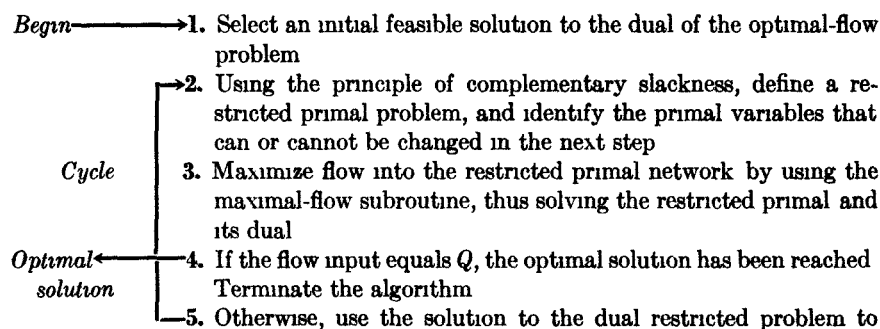 Begin 1. Select an initial feasible solution to the dual of the optimal-flow
problem
2. Using the principle of complementary slackness, define a re-
stricted primal problem, and identify the primal variables that
can or cannot be changed in the next step
Cycle 3. Maximize flow into the restricted primal network by using the
maximal-flow subroutine, thus solving the restricted primal and
its dual
Optimal 4. If the flow input equals Q, the optimal solution has been reached
solution Terminate the algorithm
5. Otherwise, use the solution to the dual restricted problem to